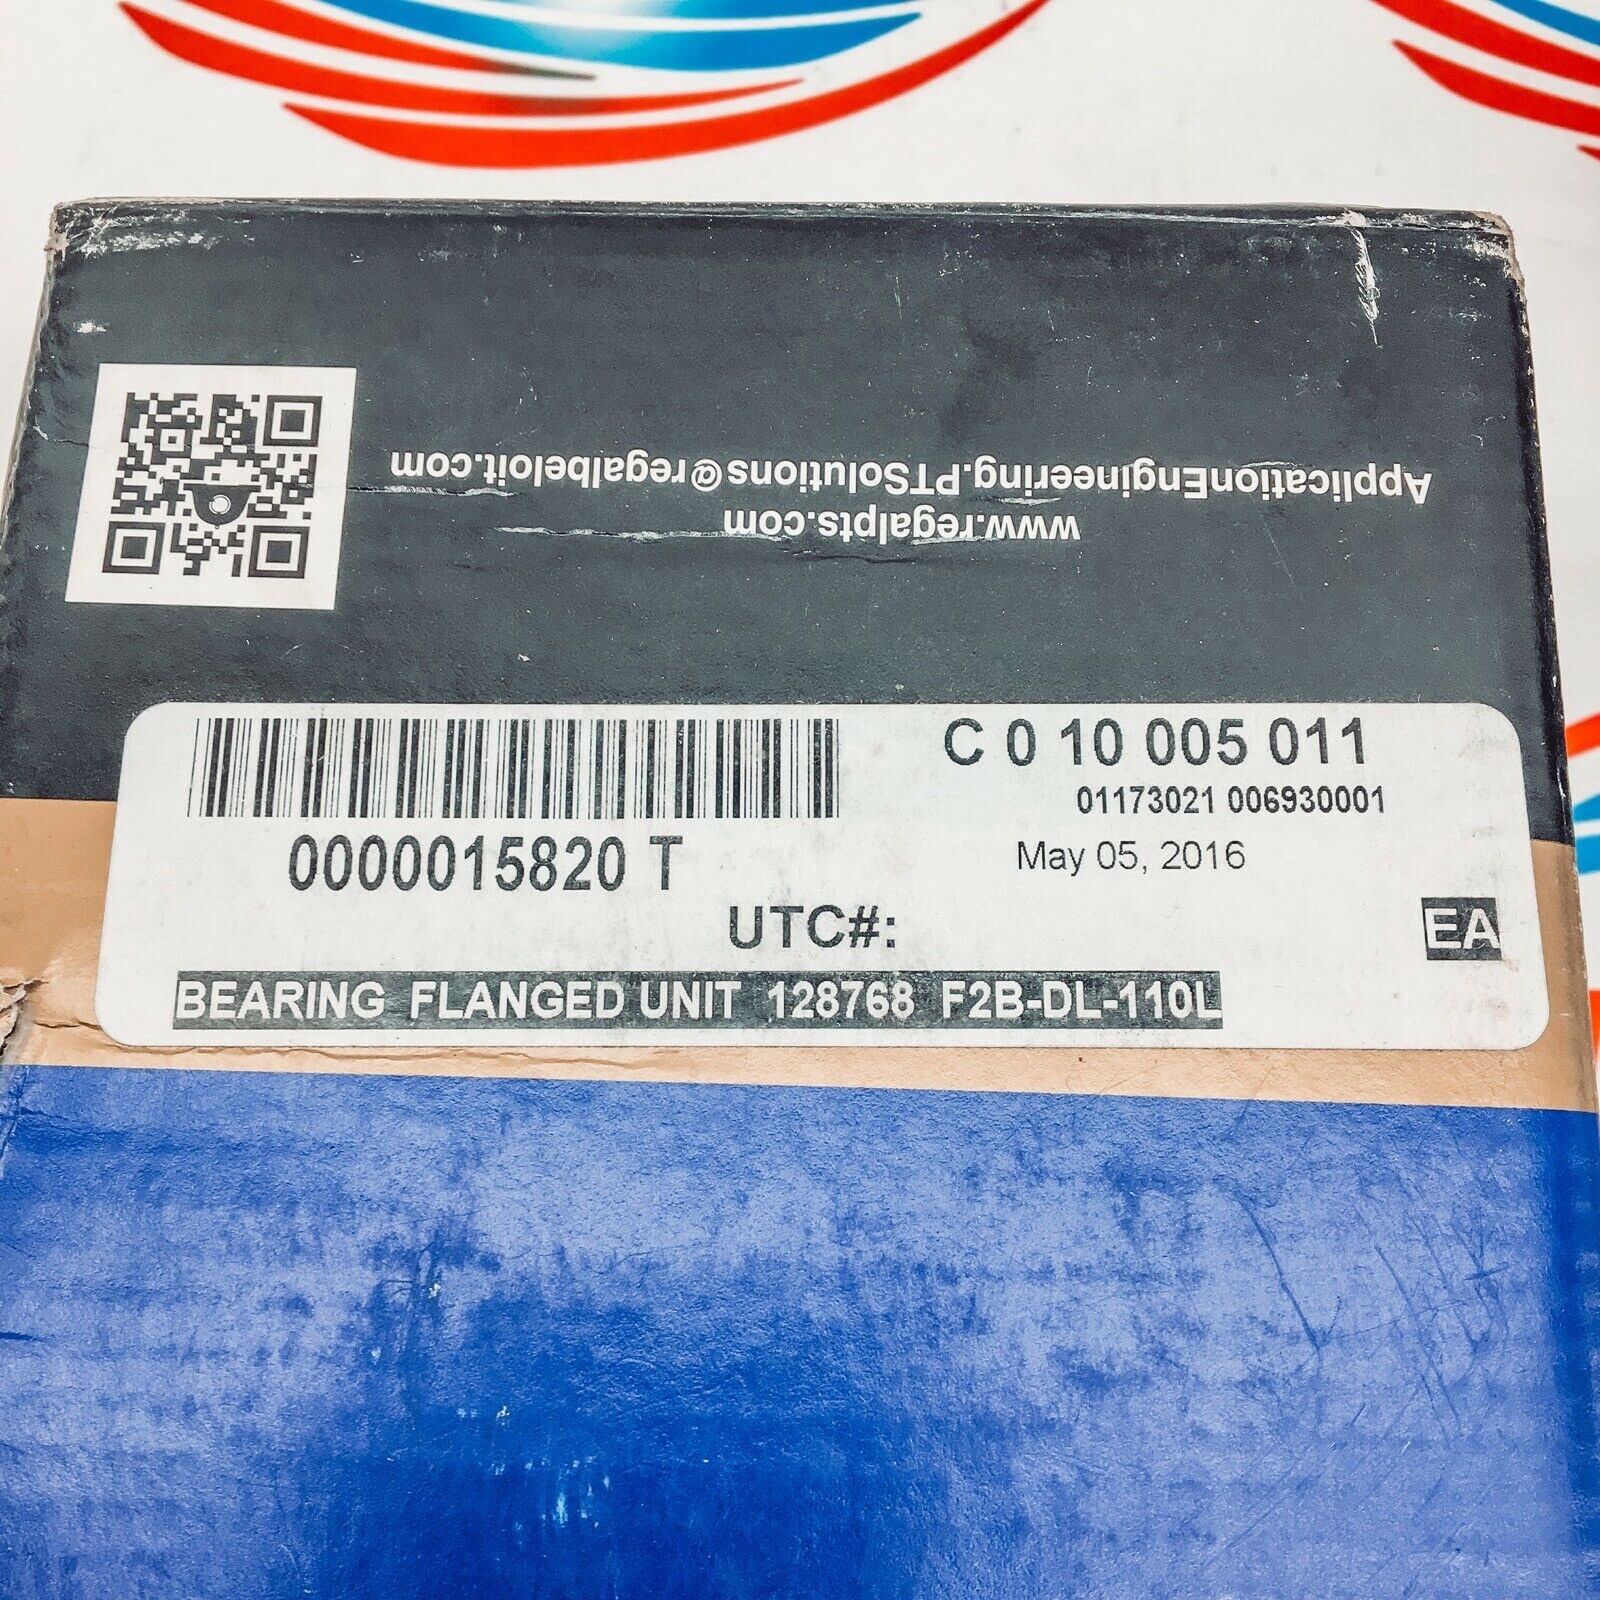 ApplicationEngineering.PTSolutions@regalbeloit.com
www.regalpts.com
C 0 10 005 011
01173021 006930001
0000015820 T
May 05, 2016
UTC#:
EA
BEARING FLANGED UNIT 128768 F2B-DL-110L